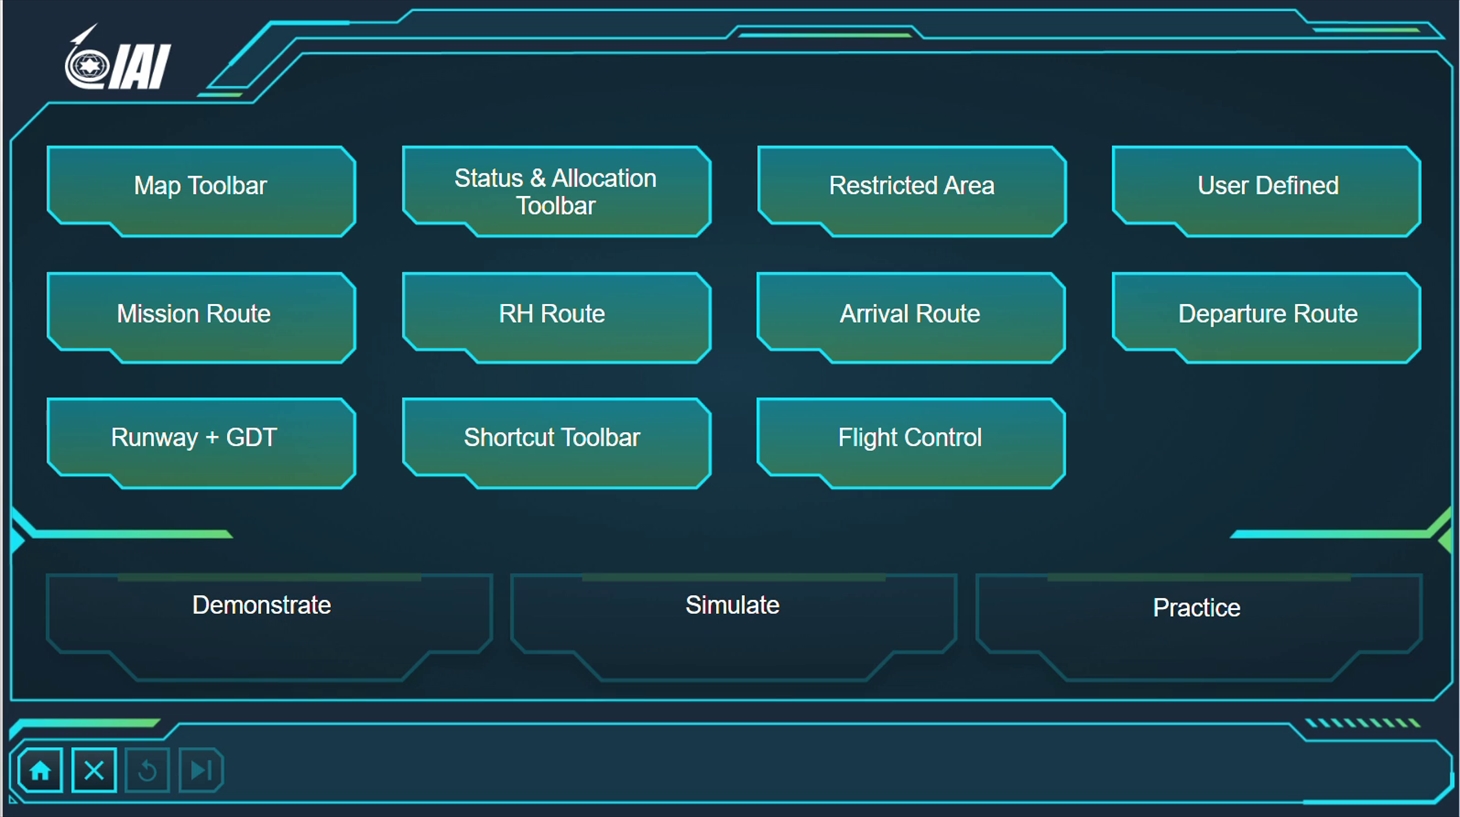 IAI
Map Toolbar
Status & Allocation
Toolbar
Restricted Area
User Defined
Mission Route
RH Route
Arrival Route
Departure Route
Runway + GDT
Shortcut Toolbar
Flight Control
Demonstrate
Simulate
Practice